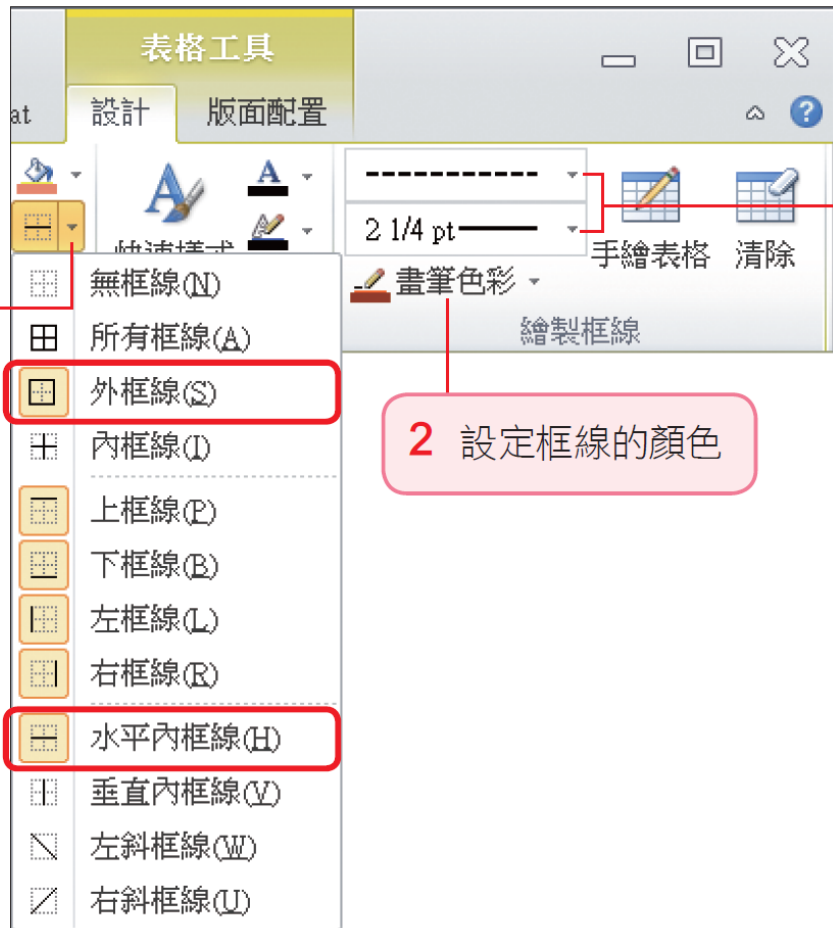 表格工具
at
設計
版面配置
A
A
快速樣式
2 1/4 pt
畫筆色彩
手繪表格
清除
繪製框線
無框線(N)
所有框線(A)
外框線(S)
內框線(I)
上框線(P)
下框線(B)
左框線(L)
右框線(R)
水平內框線(H)
垂直內框線(V)
左斜框線(W)
右斜框線(U)
2 設定框線的顏色